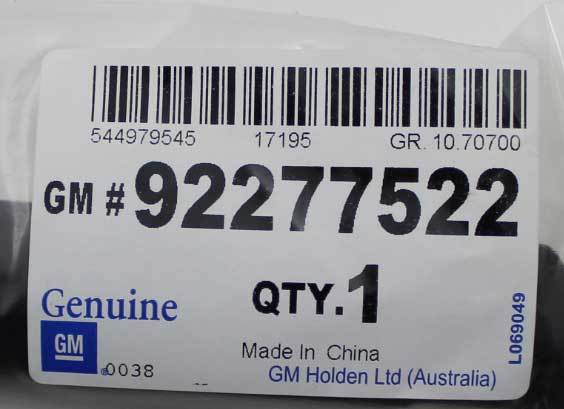 544979545 17195 GR. 10.70700
GM # 92277522
Genuine QTY. 1
GM
®0038
Made In China
GM Holden Ltd (Australia)
L069049